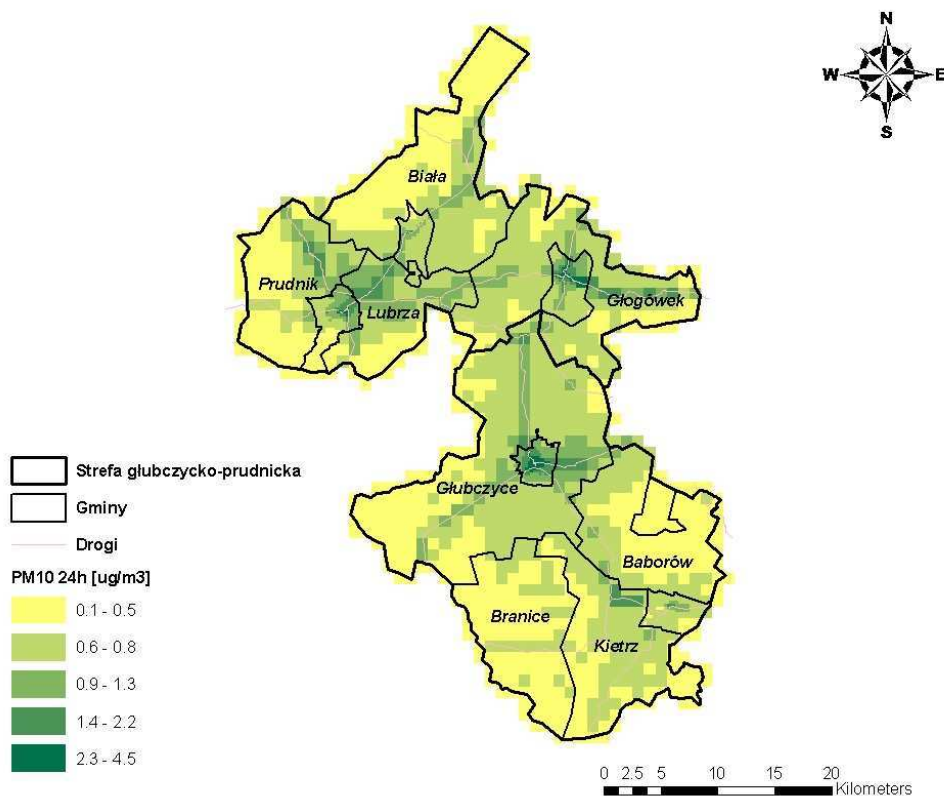 N
W E
S
Biała
Prudnik
Lubrza
Głogówek
Głubczyce
Baborów
Branice
Kietrz
Strefa głubczycko-prudnicka
Gminy
Drogi
PM10 24h [ug/m3]
0.1 - 0.5
0.6 - 0.8
0.9 - 1.3
1.4 - 2.2
2.3 - 4.5
0 2.5 5 10 15 20
Kilometers